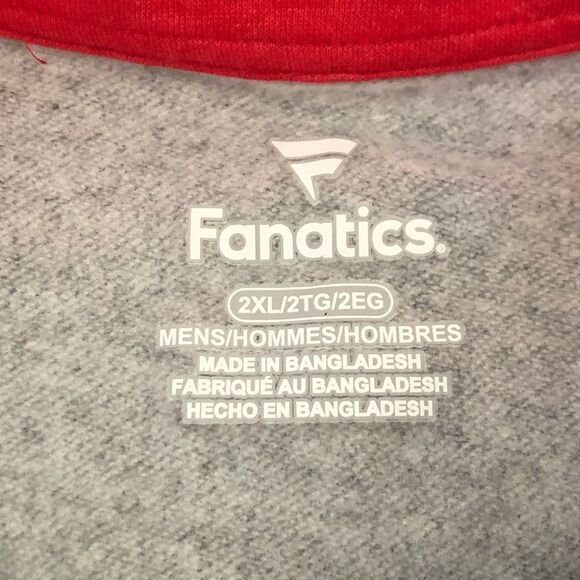 Fanatics.
2XL/2TG/2EG
MENS/HOMMES/HOMBRES
MADE IN BANGLADESH
FABRIQUÉ AU BANGLADESH
HECHO EN BANGLADESH